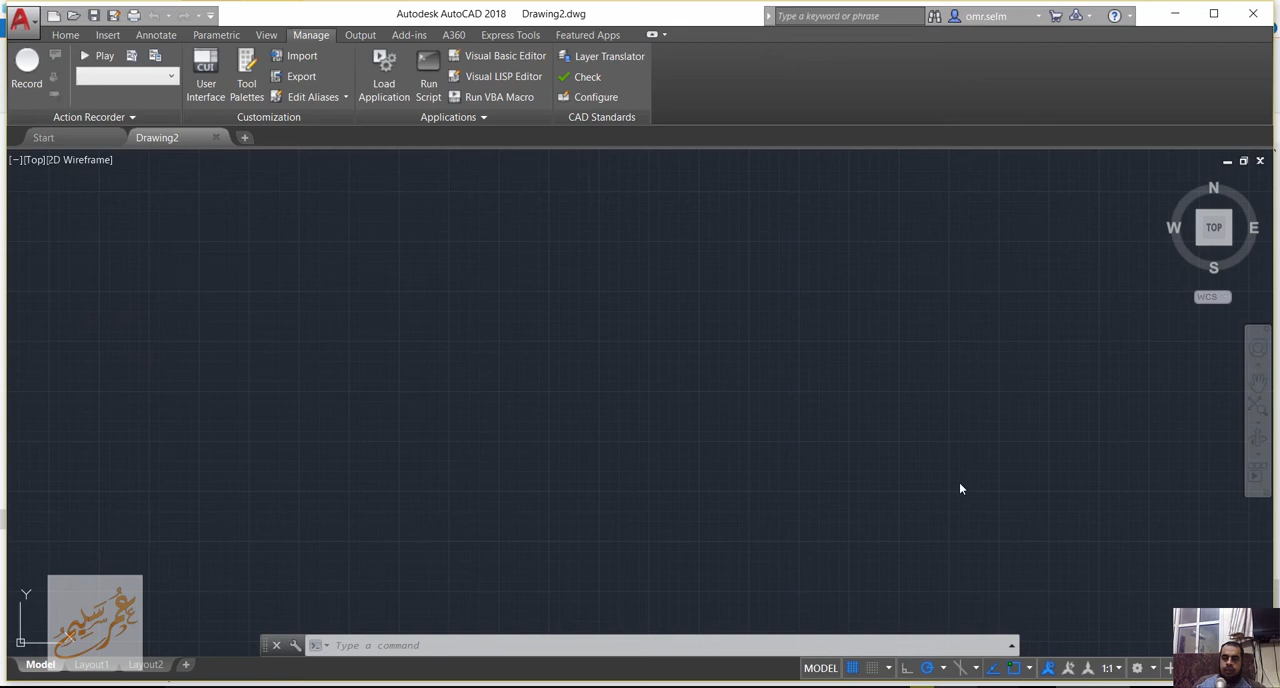 Autodesk AutoCAD 2018 Drawing2.dwg
Type a keyword or phrase
omr.selm
Home Insert Annotate Parametric View Manage Output Add-ins A360 Express Tools Featured Apps
Record
Play
CUI
User
Interface
Tool
Palettes
Import
Export
Edit Aliases
Load
Application
Run
Script
Visual Basic Editor
Visual LISP Editor
Run VBA Macro
Layer Translator
Check
Configure
Action Recorder Customization Applications CAD Standards
Start Drawing2
[−][Top][2D Wireframe]
N
W TOP E
S
WCS
Y
X
عمر سليم
Type a command
Model Layout1 Layout2
MODEL 1:1